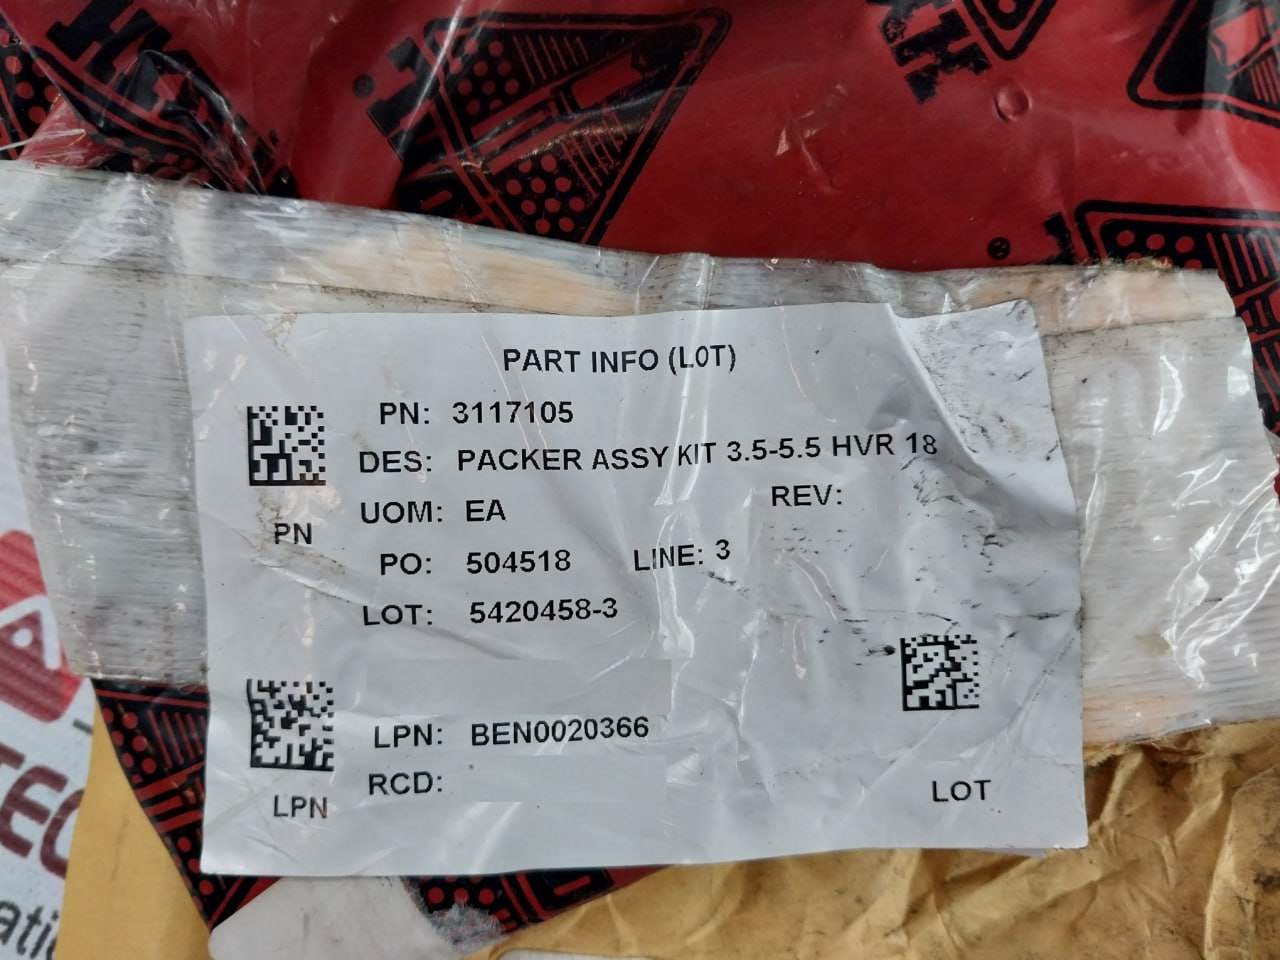 PART INFO (LOT)
PN: 3117105
DES: PACKER ASSY KIT 3.5-5.5 HVR 18
UOM: EA REV:
PN
PO: 504518 LINE: 3
LOT: 5420458-3
LPN: BEN0020366
RCD:
LPN
LOT